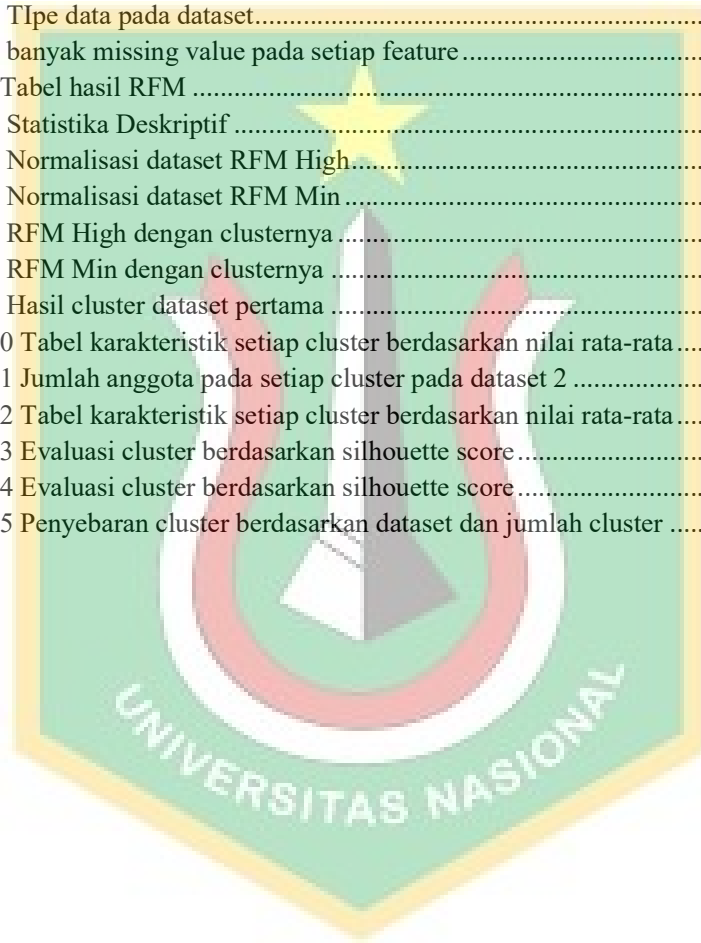 TIpe data pada dataset....................................................................
banyak missing value pada setiap feature....................................
Tabel hasil RFM ............................................................................
Statistika Deskriptif .......................................................................
Normalisasi dataset RFM High.....................................................
Normalisasi dataset RFM Min ......................................................
RFM High dengan clusternya .......................................................
RFM Min dengan clusternya ........................................................
Hasil cluster dataset pertama ........................................................
0 Tabel karakteristik setiap cluster berdasarkan nilai rata-rata ....
1 Jumlah anggota pada setiap cluster pada dataset 2 ...................
2 Tabel karakteristik setiap cluster berdasarkan nilai rata-rata ....
3 Evaluasi cluster berdasarkan silhouette score...........................
4 Evaluasi cluster berdasarkan silhouette score...........................
5 Penyebaran cluster berdasarkan dataset dan jumlah cluster .....
UNIVERSITAS NASIONAL